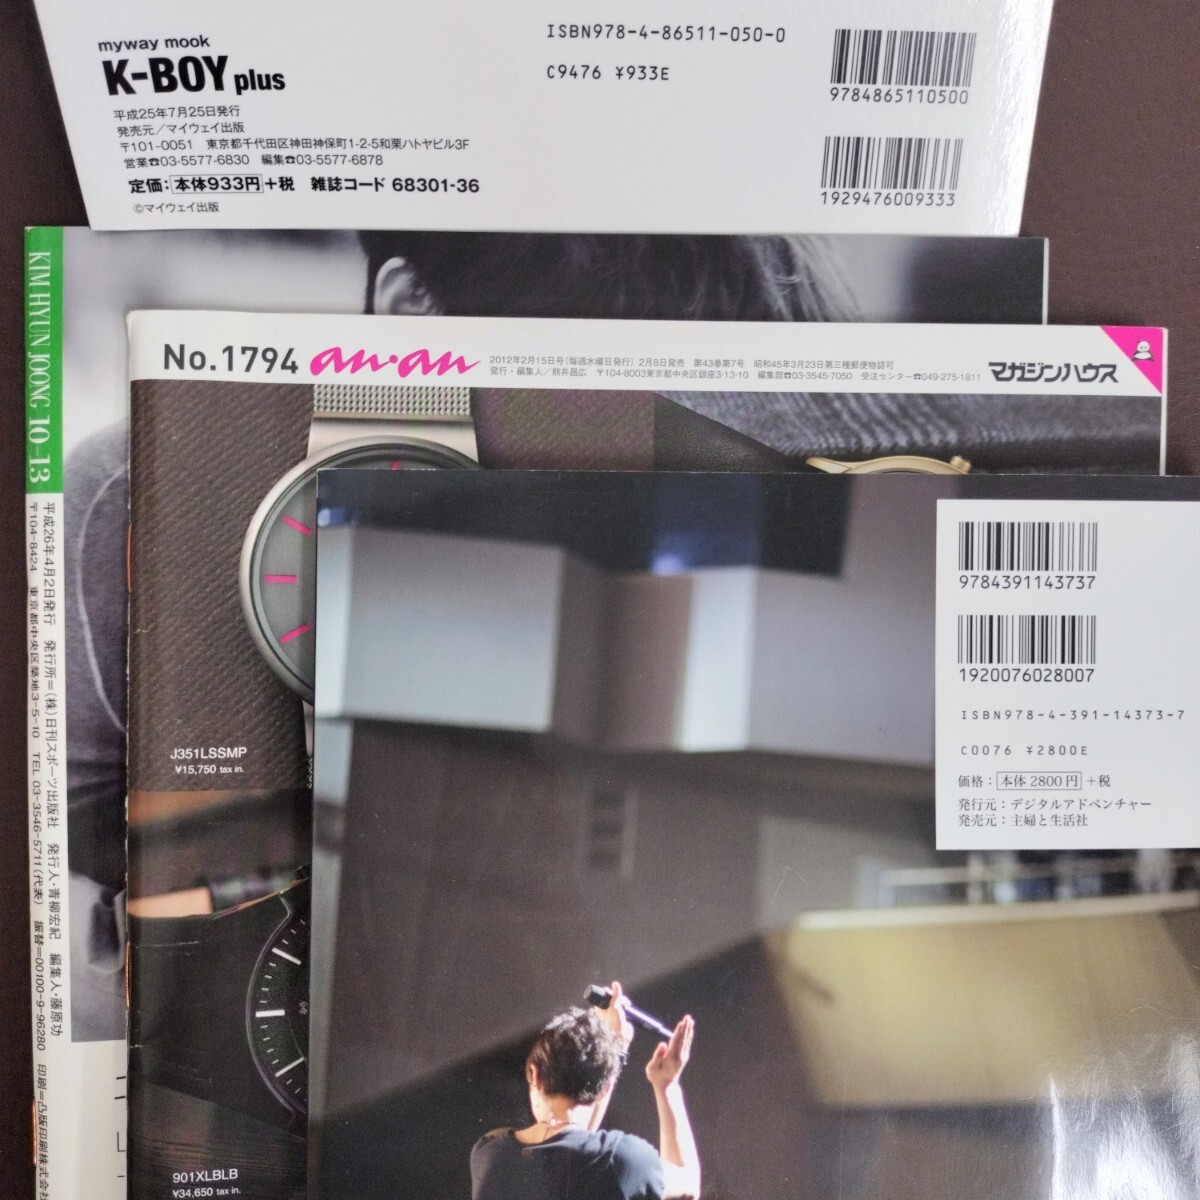 myway mook
K-BOY plus
平成25年7月25日発行
発売元/マイウェイ出版
〒101-0051 東京都千代田区神田神保町1-2-5和栗ハトヤビル3F
営業☎03-5577-6830 編集☎03-5577-6878
定価：本体933円＋税 雑誌コード 68301-36
©マイウェイ出版
ISBN978-4-86511-050-0
C9476 ¥933E
9784865110500
1929476009333
KIM HYUN JOONG 10-13
平成26年4月2日発行 発行所＝(株)日刊スポーツ出版社 発行人・青柳宏紀 編集人・藤原功
〒104-8424 東京都中央区築地3-5-10 TEL 03-3546-5711(代表) 振替＝00100-9-96280 印刷＝凸版印刷株式会社
No.1794 an・an
2012年2月15日号(毎週水曜日発行) 2月8日発売 第43巻第7号 昭和45年3月23日第三種郵便物認可
発行・編集人／熊井昌広 〒104-8003東京都中央区銀座3-13-10 編集部☎03-3545-7050 受注センター☎049-275-1811
マガジンハウス
J351LSSMP
¥15,750 tax in.
901XLBLB
¥34,650 tax in.
9784391143737
1920076028007
ISBN978-4-391-14373-7
C0076 ¥2800E
価格：本体 2800円 ＋税
発行元：デジタルアドベンチャー
発売元：主婦と生活社